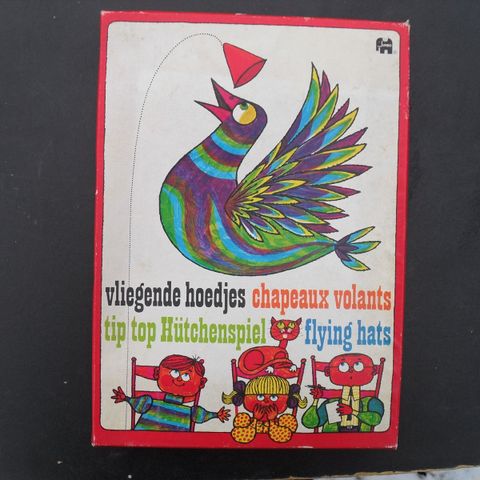 vliegende hoedjes chapeaux volants
tip top Hütchenspiel flying hats